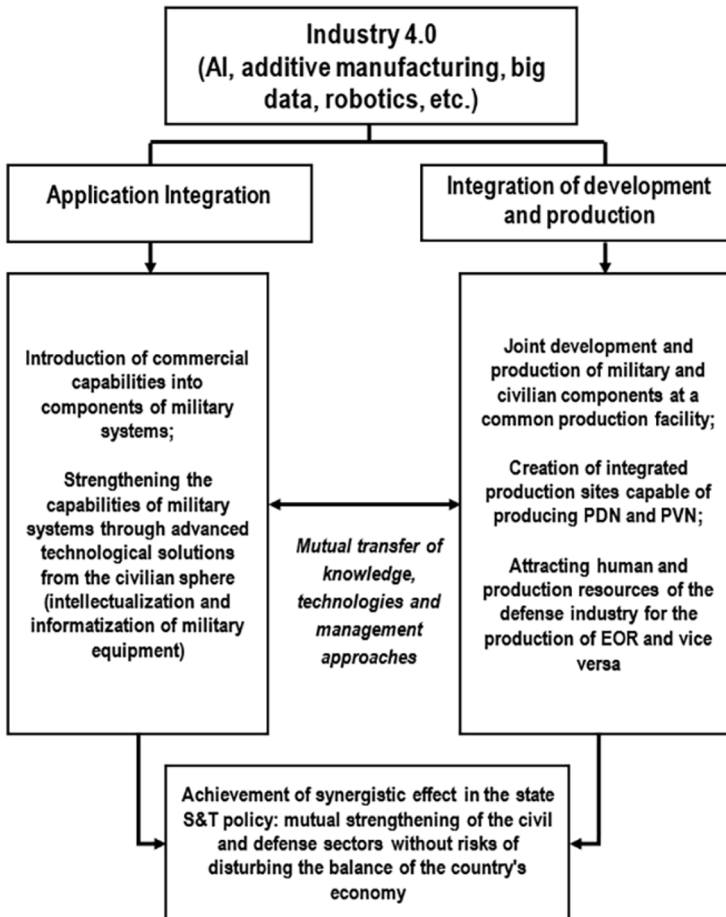 Industry 4.0
(AI, additive manufacturing, big
data, robotics, etc.)
Application Integration
Integration of development
and production
Introduction of commercial
capabilities into
components of military
systems;
Strengthening the
capabilities of military
systems through advanced
technological solutions
from the civilian sphere
(intellectualization and
informatization of military
equipment)
Mutual transfer of
knowledge,
technologies and
management
approaches
Joint development and
production of military and
civilian components at a
common production facility;
Creation of integrated
production sites capable of
producing PDN and PVN;
Attracting human and
production resources of the
defense industry for the
production of EOR and vice
versa
Achievement of synergistic effect in the state
S&T policy: mutual strengthening of the civil
and defense sectors without risks of
disturbing the balance of the country's
economy